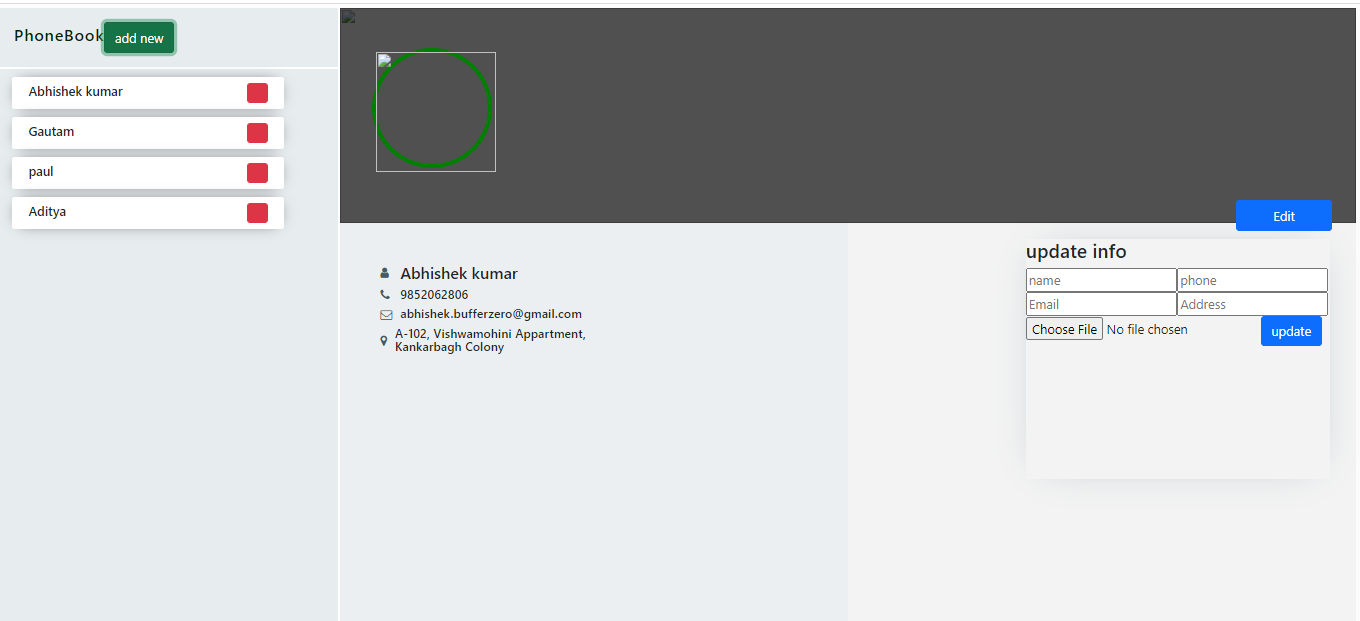 PhoneBook add new
Abhishek kumar
Gautam
paul
Aditya
Edit
Abhishek kumar
9852062806
abhishek.bufferzero@gmail.com
A-102, Vishwamohini Appartment,
Kankarbagh Colony
update info
name phone
Email Address
Choose File No file chosen update